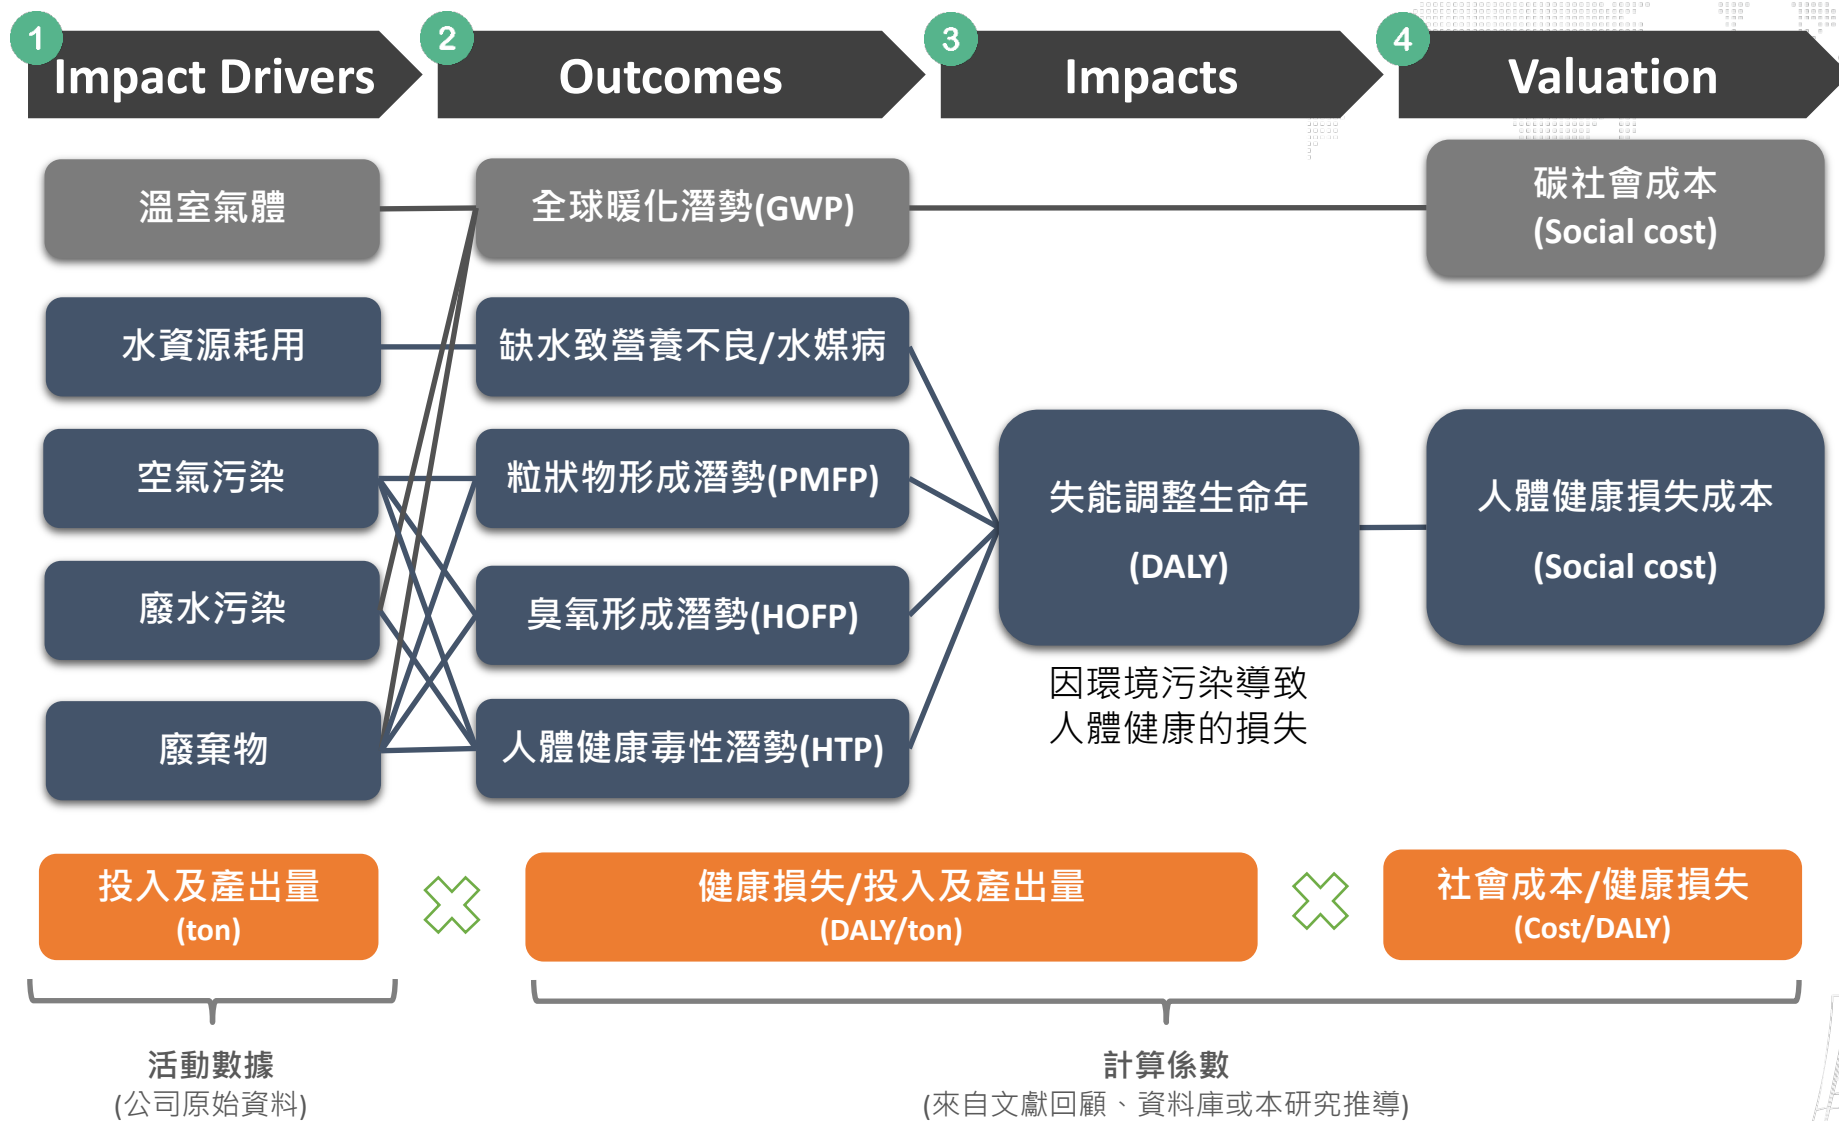 1
Impact Drivers
2
Outcomes
3
Impacts
4
Valuation
溫室氣體
全球暖化潛勢(GWP)
碳社會成本
(Social cost)
水資源耗用
缺水致營養不良/水媒病
空氣污染
粒狀物形成潛勢(PMFP)
失能調整生命年
(DALY)
人體健康損失成本
(Social cost)
廢水污染
臭氧形成潛勢(HOFP)
因環境污染導致
人體健康的損失
廢棄物
人體健康毒性潛勢(HTP)
投入及產出量
(ton)
健康損失/投入及產出量
(DALY/ton)
社會成本/健康損失
(Cost/DALY)
活動數據
(公司原始資料)
計算係數
(來自文獻回顧、資料庫或本研究推導)